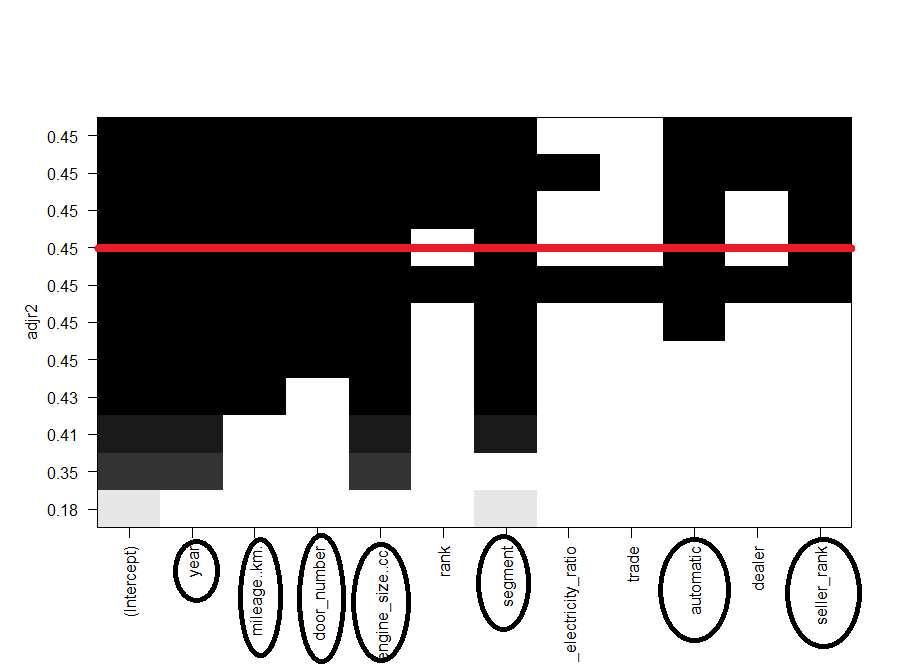 0.45
0.45
0.45
0.45
0.45
0.45
0.45
0.43
0.41
0.35
0.18
adjr2
(Intercept)
year
mileage..km.
door_number
engine_size..cc
rank
segment
_electricity_ratio
trade
automatic
dealer
seller_rank